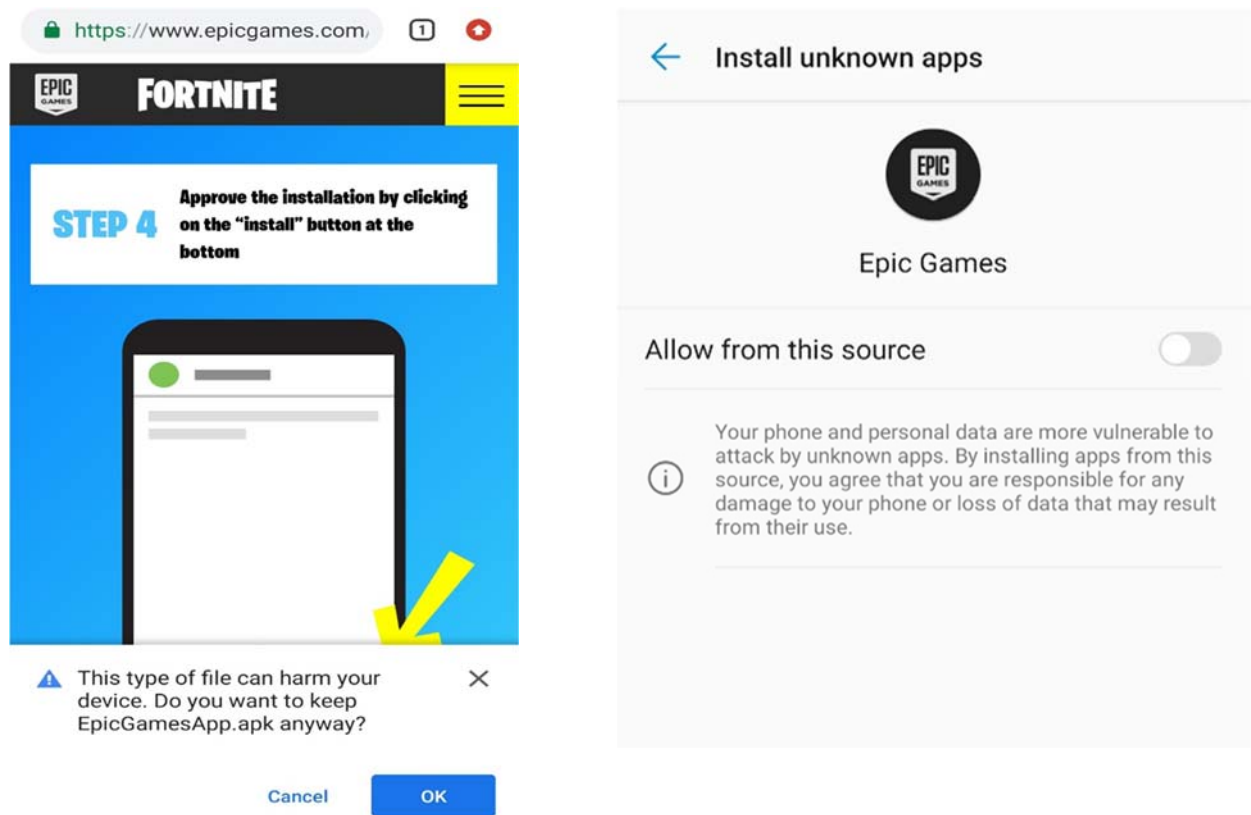 https://www.epicgames.com/
1
EPIC
GAMES
FORTNITE
STEP 4
Approve the installation by clicking
on the “install” button at the
bottom
This type of file can harm your
device. Do you want to keep
EpicGamesApp.apk anyway?
Cancel
OK
Install unknown apps
EPIC
GAMES
Epic Games
Allow from this source
Your phone and personal data are more vulnerable to
attack by unknown apps. By installing apps from this
source, you agree that you are responsible for any
damage to your phone or loss of data that may result
from their use.